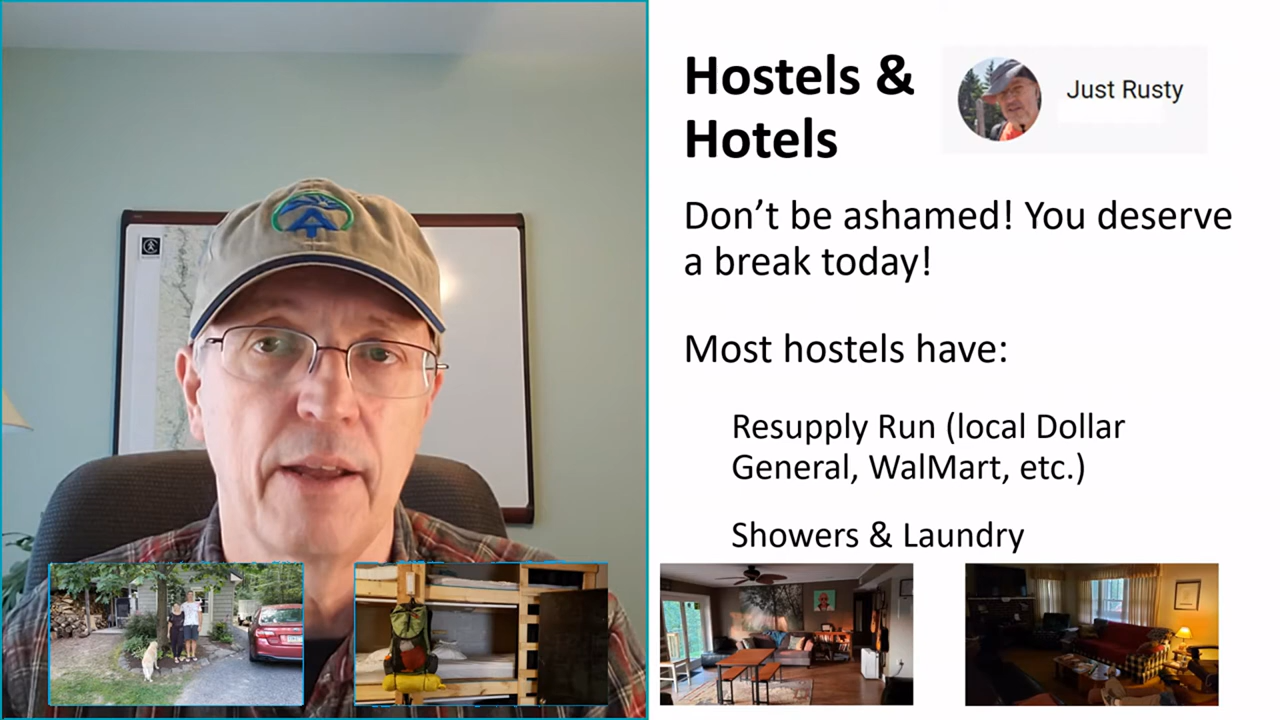 Hostels &
Hotels
Just Rusty
Don’t be ashamed! You deserve
a break today!
Most hostels have:
Resupply Run (local Dollar
General, WalMart, etc.)
Showers & Laundry